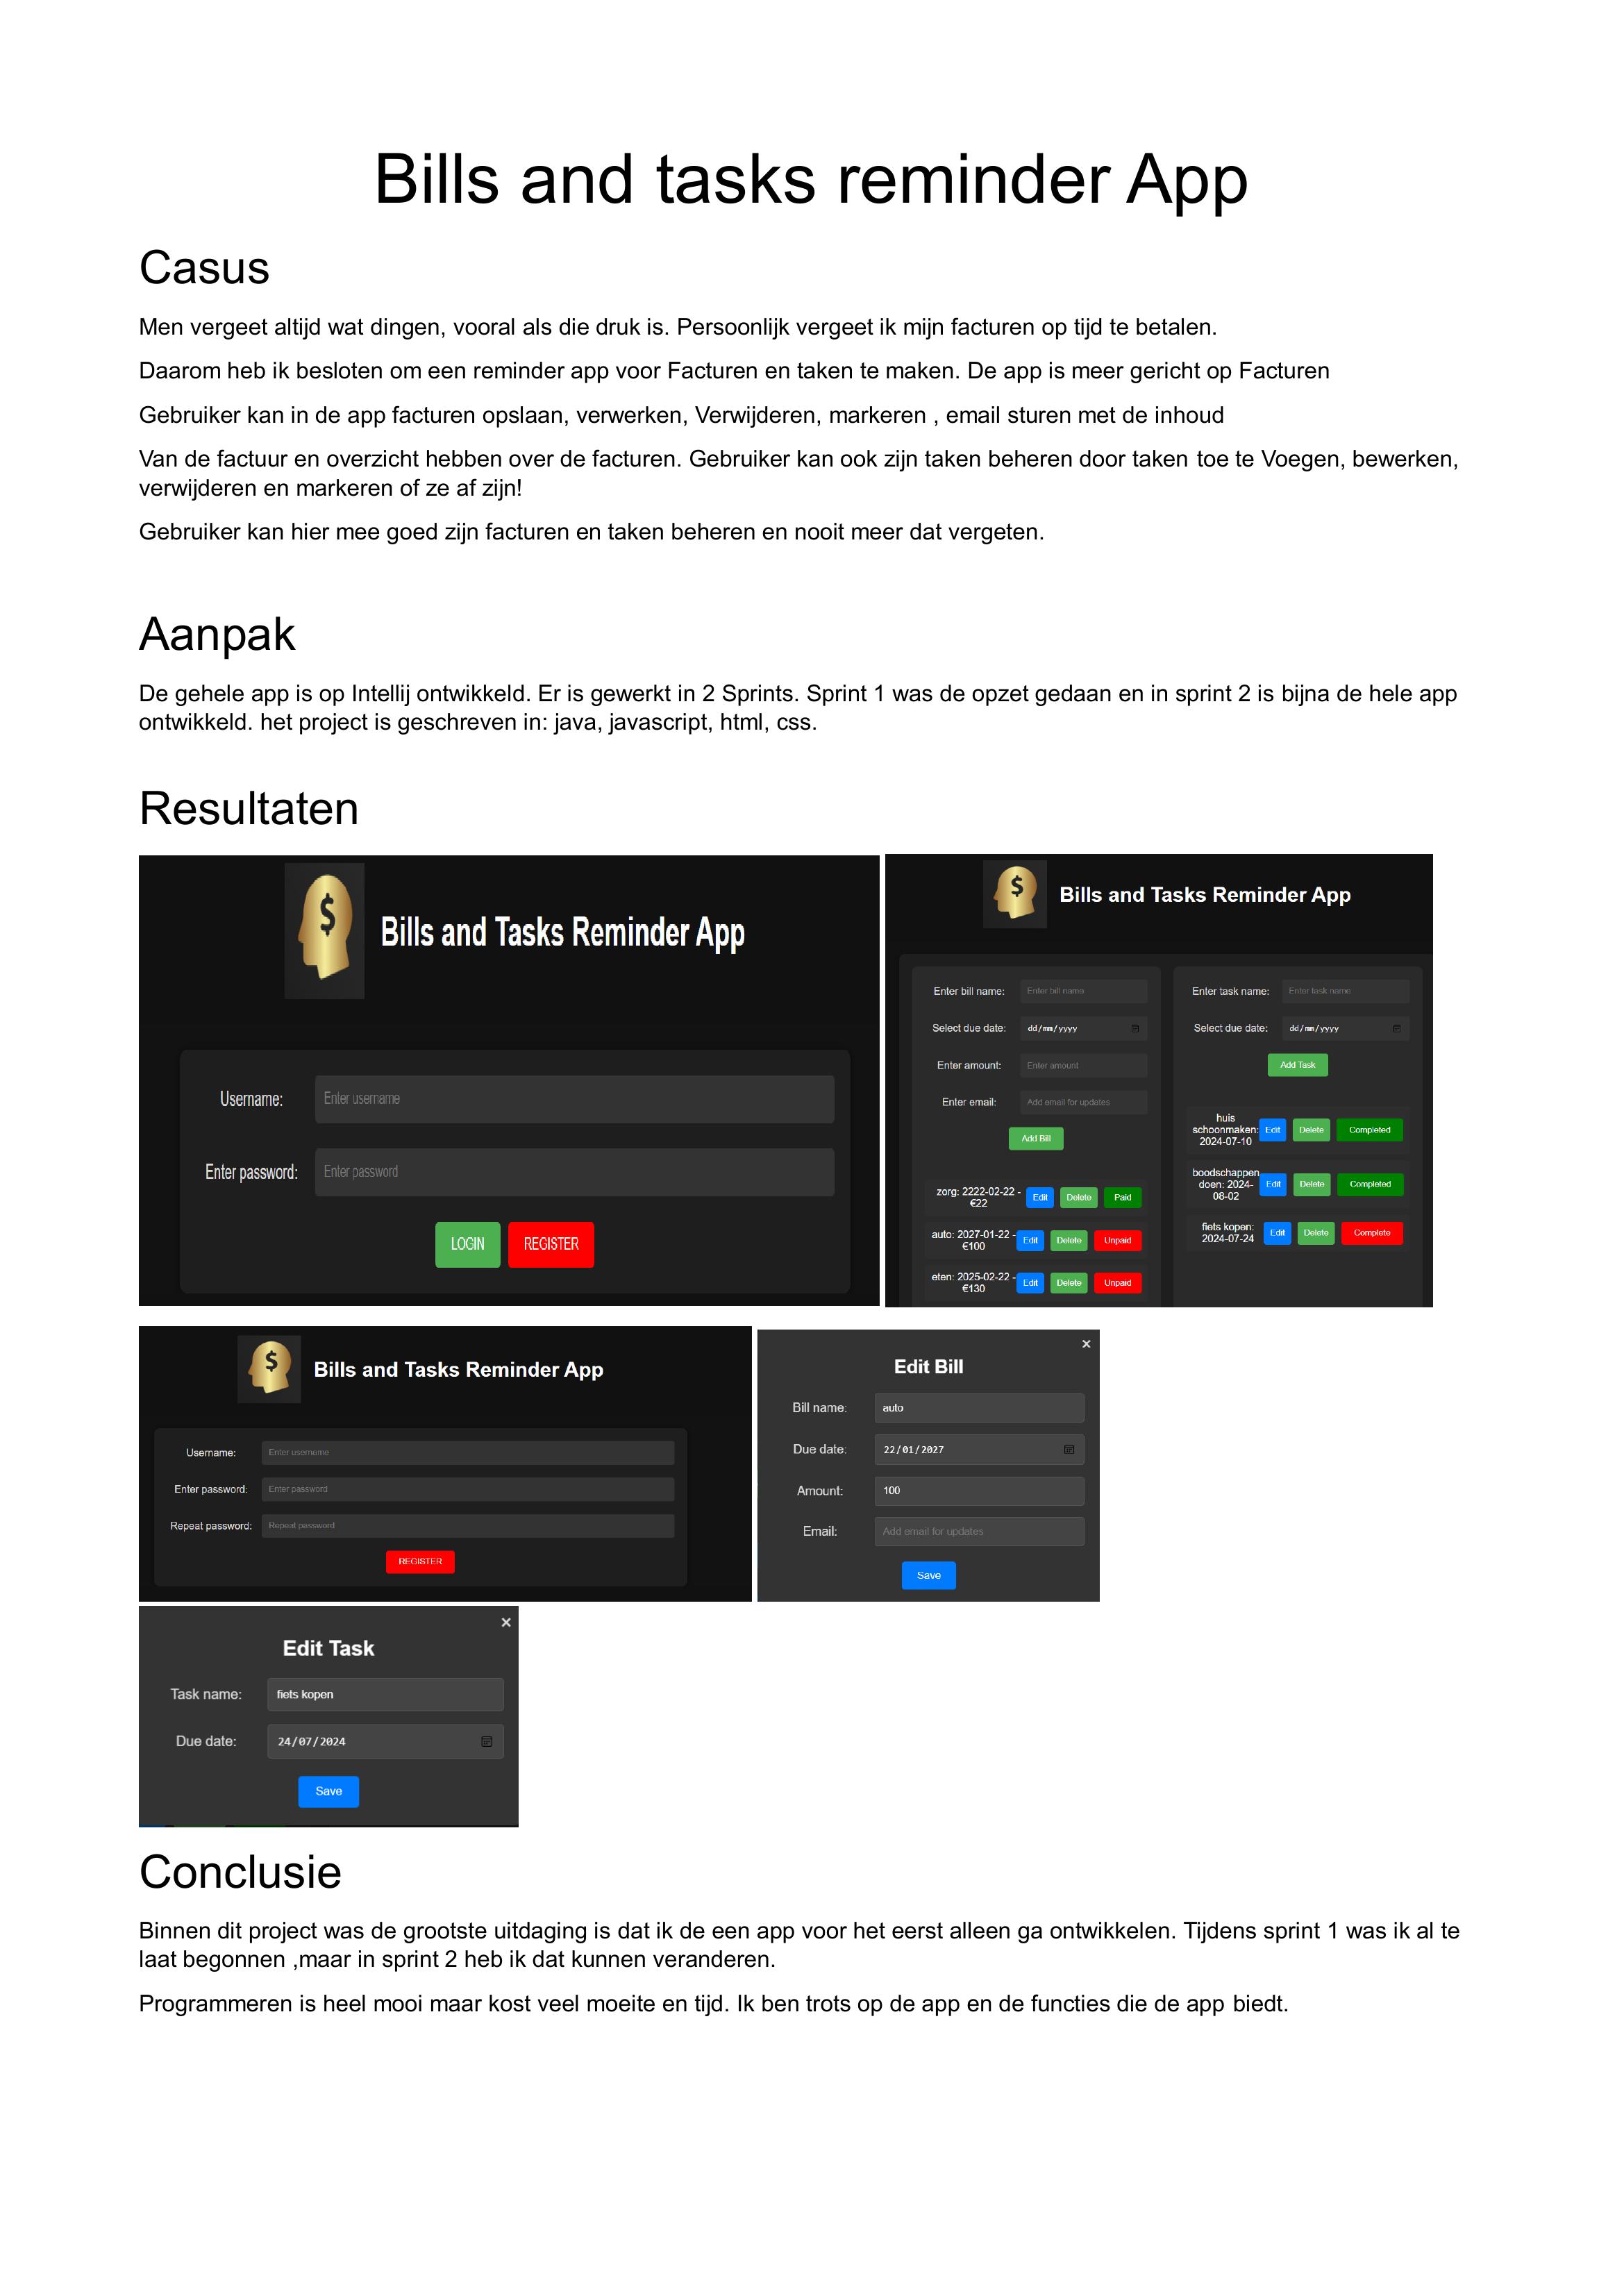 Bills and tasks reminder App
Casus
Men vergeet altijd wat dingen, vooral als die druk is. Persoonlijk vergeet ik mijn facturen op tijd te betalen.
Daarom heb ik besloten om een reminder app voor Facturen en taken te maken. De app is meer gericht op Facturen
Gebruiker kan in de app facturen opslaan, verwerken, Verwijderen, markeren , email sturen met de inhoud
Van de factuur en overzicht hebben over de facturen. Gebruiker kan ook zijn taken beheren door taken toe te Voegen, bewerken,
verwijderen en markeren of ze af zijn!
Gebruiker kan hier mee goed zijn facturen en taken beheren en nooit meer dat vergeten.
Aanpak
De gehele app is op Intellij ontwikkeld. Er is gewerkt in 2 Sprints. Sprint 1 was de opzet gedaan en in sprint 2 is bijna de hele app
ontwikkeld. het project is geschreven in: java, javascript, html, css.
Resultaten
$
Bills and Tasks Reminder App
Username: Enter username
Enter password: Enter password
LOGIN REGISTER
$
Bills and Tasks Reminder App
Enter bill name: Enter bill name
Select due date: dd/mm/yyyy
Enter amount: Enter amount
Enter email: Add email for updates
Add Bill
zorg: 2222-02-22 -
€22
Edit Delete Paid
auto: 2027-01-22 -
€100
Edit Delete Unpaid
eten: 2025-02-22 -
€130
Edit Delete Unpaid
Enter task name: Enter task name
Select due date: dd/mm/yyyy
Add Task
huis
schoonmaken:
2024-07-10
Edit Delete Completed
boodschappen
doen: 2024-
08-02
Edit Delete Completed
fiets kopen:
2024-07-24
Edit Delete Complete
$
Bills and Tasks Reminder App
Username: Enter username
Enter password: Enter password
Repeat password: Repeat password
REGISTER
×
Edit Bill
Bill name: auto
Due date: 22/01/2027
Amount: 100
Email: Add email for updates
Save
×
Edit Task
Task name: fiets kopen
Due date: 24/07/2024
Save
Conclusie
Binnen dit project was de grootste uitdaging is dat ik de een app voor het eerst alleen ga ontwikkelen. Tijdens sprint 1 was ik al te
laat begonnen ,maar in sprint 2 heb ik dat kunnen veranderen.
Programmeren is heel mooi maar kost veel moeite en tijd. Ik ben trots op de app en de functies die de app biedt.